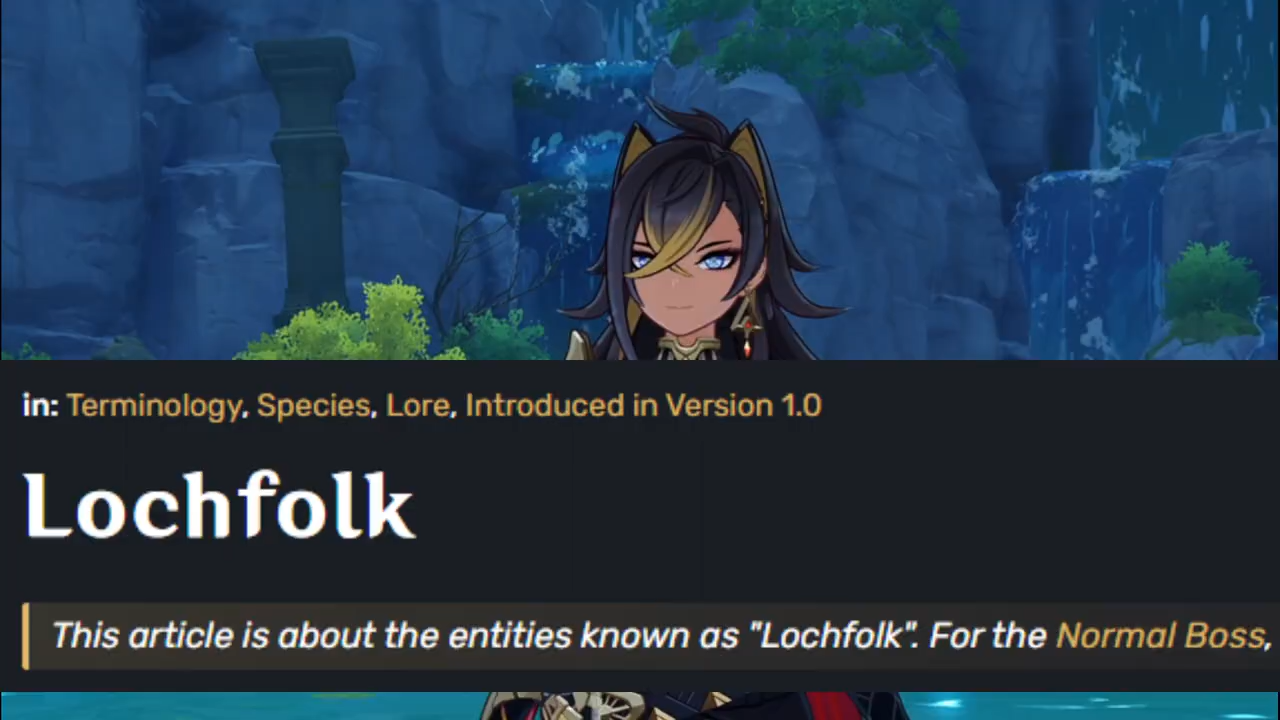 in: Terminology, Species, Lore, Introduced in Version 1.0
Lochfolk
This article is about the entities known as "Lochfolk". For the Normal Boss,